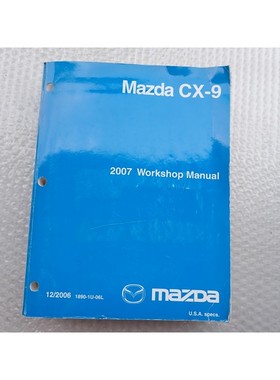 Mazda CX-9
2007 Workshop Manual
12/2006 1890-1U-06L mazda
U.S.A. specs.